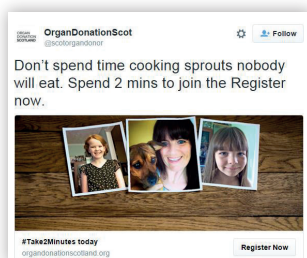 ORGAN
DONATION
SCOTLAND
OrganDonationScot
@scotorgandonor
Follow
Don't spend time cooking sprouts nobody
will eat. Spend 2 mins to join the Register
now.
#Take2Minutes today
organdonationscotland.org
Register Now